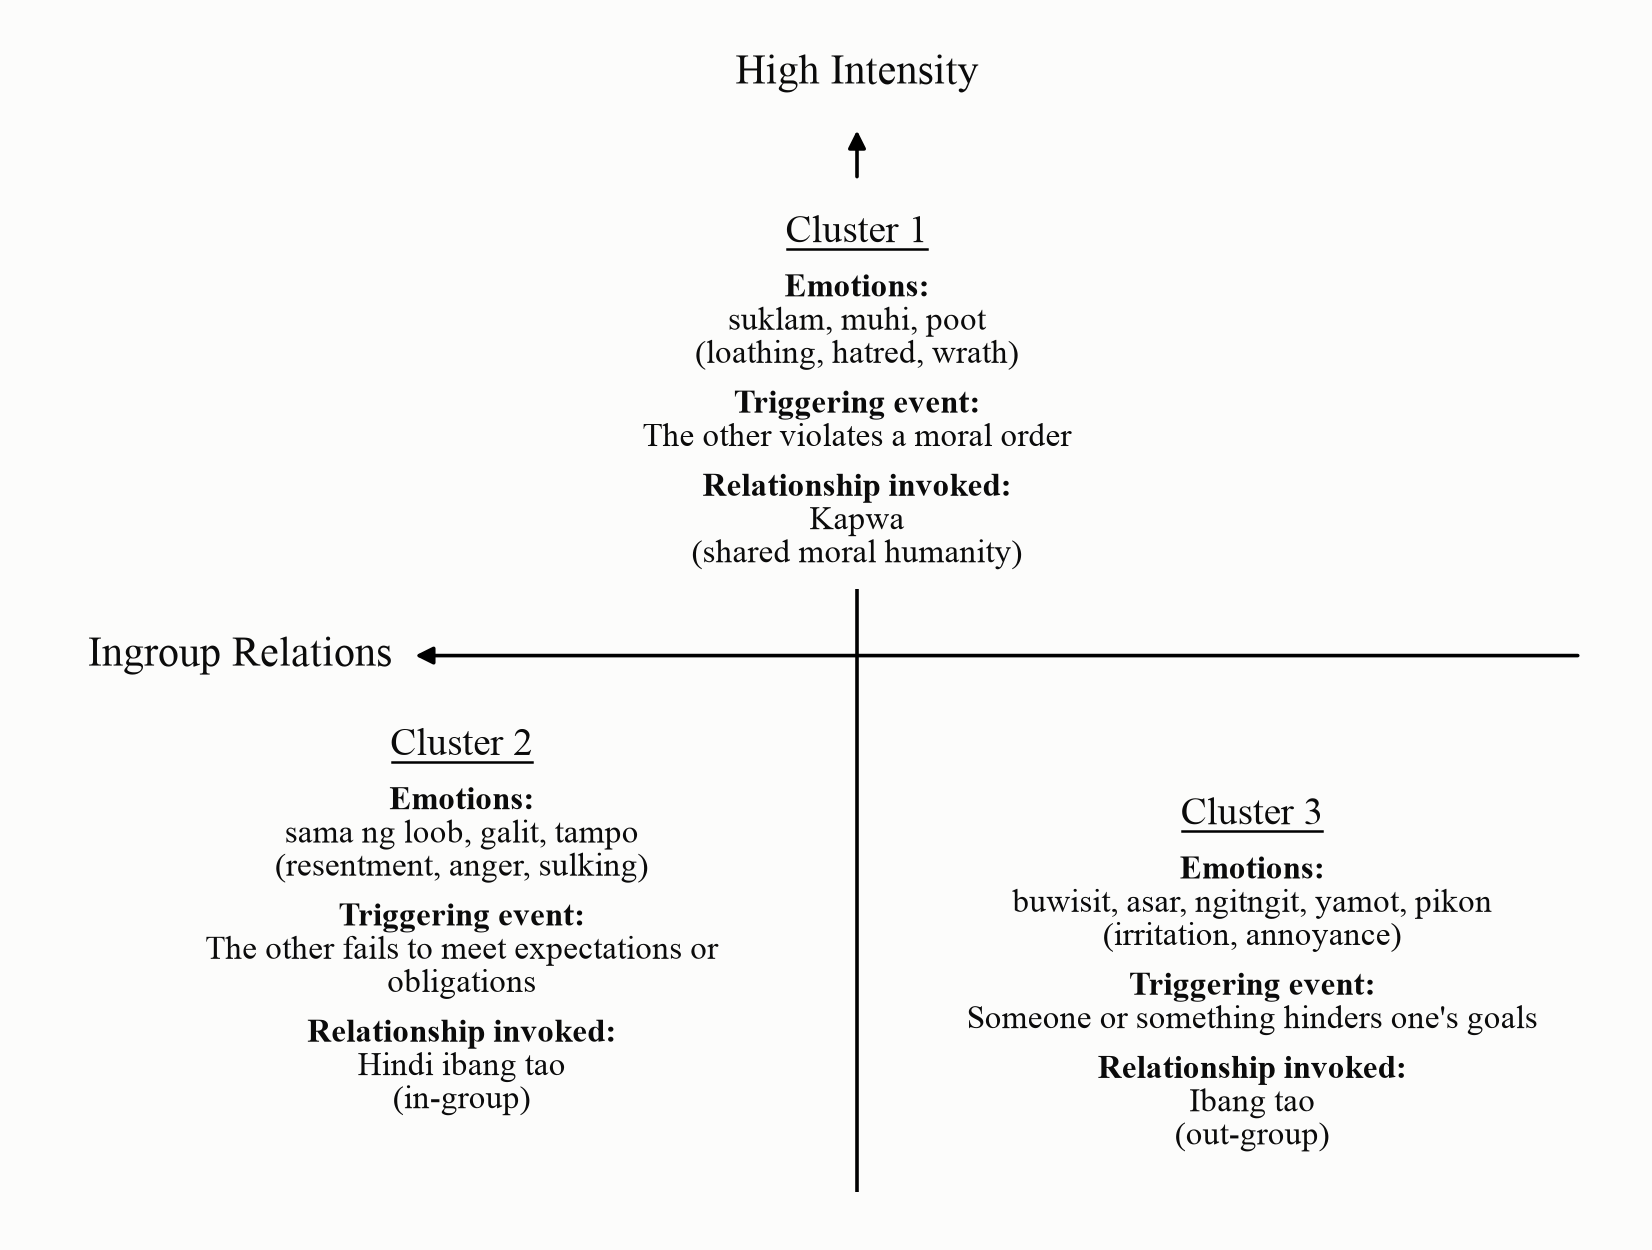 High Intensity
Cluster 1
Emotions:
suklam, muhi, poot
(loathing, hatred, wrath)
Triggering event:
The other violates a moral order
Relationship invoked:
Kapwa
(shared moral humanity)
Ingroup Relations
Cluster 2
Emotions:
sama ng loob, galit, tampo
(resentment, anger, sulking)
Triggering event:
The other fails to meet expectations or
obligations
Relationship invoked:
Hindi ibang tao
(in-group)
Cluster 3
Emotions:
buwisit, asar, ngitngit, yamot, pikon
(irritation, annoyance)
Triggering event:
Someone or something hinders one's goals
Relationship invoked:
Ibang tao
(out-group)